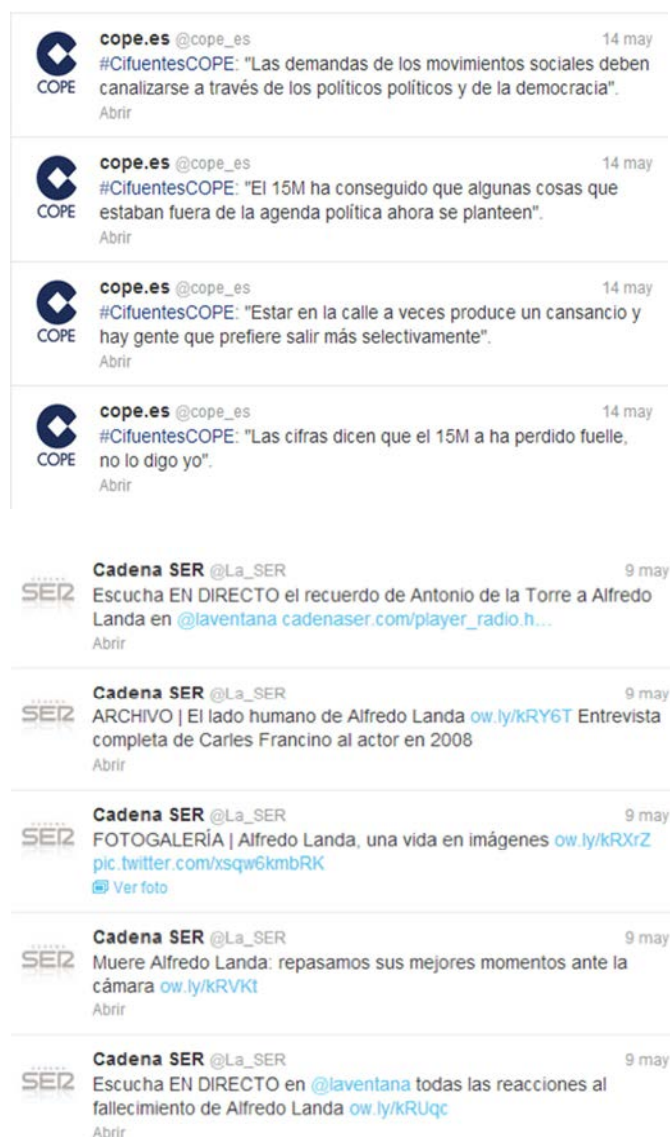 cope.es @cope_es 14 may
#CifuentesCOPE: "Las demandas de los movimientos sociales deben
canalizarse a través de los políticos políticos y de la democracia".
COPE
Abrir
cope.es @cope_es 14 may
#CifuentesCOPE: "El 15M ha conseguido que algunas cosas que
estaban fuera de la agenda política ahora se planteen".
COPE
Abrir
cope.es @cope_es 14 may
#CifuentesCOPE: "Estar en la calle a veces produce un cansancio y
hay gente que prefiere salir más selectivamente".
COPE
Abrir
cope.es @cope_es 14 may
#CifuentesCOPE: "Las cifras dicen que el 15M a ha perdido fuelle,
no lo digo yo".
COPE
Abrir
Cadena SER @La_SER 9 may
SER
Escucha EN DIRECTO el recuerdo de Antonio de la Torre a Alfredo
Landa en @laventana cadenaser.com/player_radio.h...
Abrir
Cadena SER @La_SER 9 may
SER
ARCHIVO | El lado humano de Alfredo Landa ow.ly/kRY6T Entrevista
completa de Carles Francino al actor en 2008
Abrir
Cadena SER @La_SER 9 may
SER
FOTOGALERÍA | Alfredo Landa, una vida en imágenes ow.ly/kRXrZ
pic.twitter.com/xsqw6kmbRK
Ver foto
Cadena SER @La_SER 9 may
SER
Muere Alfredo Landa: repasamos sus mejores momentos ante la
cámara ow.ly/kRVKt
Abrir
Cadena SER @La_SER 9 may
SER
Escucha EN DIRECTO en @laventana todas las reacciones al
fallecimiento de Alfredo Landa ow.ly/kRUqc
Abrir